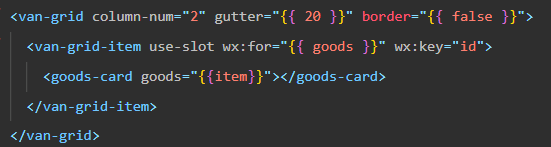 <van-grid column-num="2" gutter="{{ 20 }}" border="{{ false }}">
<van-grid-item use-slot wx:for="{{ goods }}" wx:key="id">
<goods-card goods="{{item}}"></goods-card>
</van-grid-item>
</van-grid>